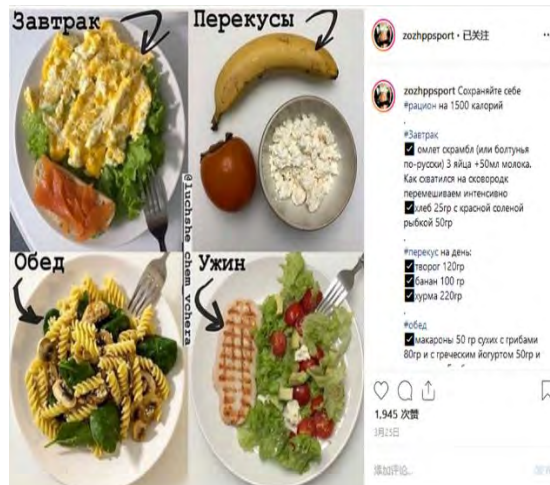 Завтрак
Перекусы
@luchshe_chem_vchera
Обед
Ужин
zozhppsport • 已关注
zozhppsport Сохраняйте себе
#рацион на 1500 калорий
.
#Завтрак
✔ омлет скрамбл (или болтунья
по-русски) 3 яйца +50мл молока.
Как схватился на сковородк
перемешиваем интенсивно
✔хлеб 25гр с красной соленой
рыбкой 50гр
.
#перекус на день:
✔творог 120гр
✔банан 100 гр
✔хурма 220гр
.
#обед
✔макароны 50 гр сухих с грибами
80гр и с греческим йогуртом 50гр и
1,945 次赞
3月25日
添加评论...